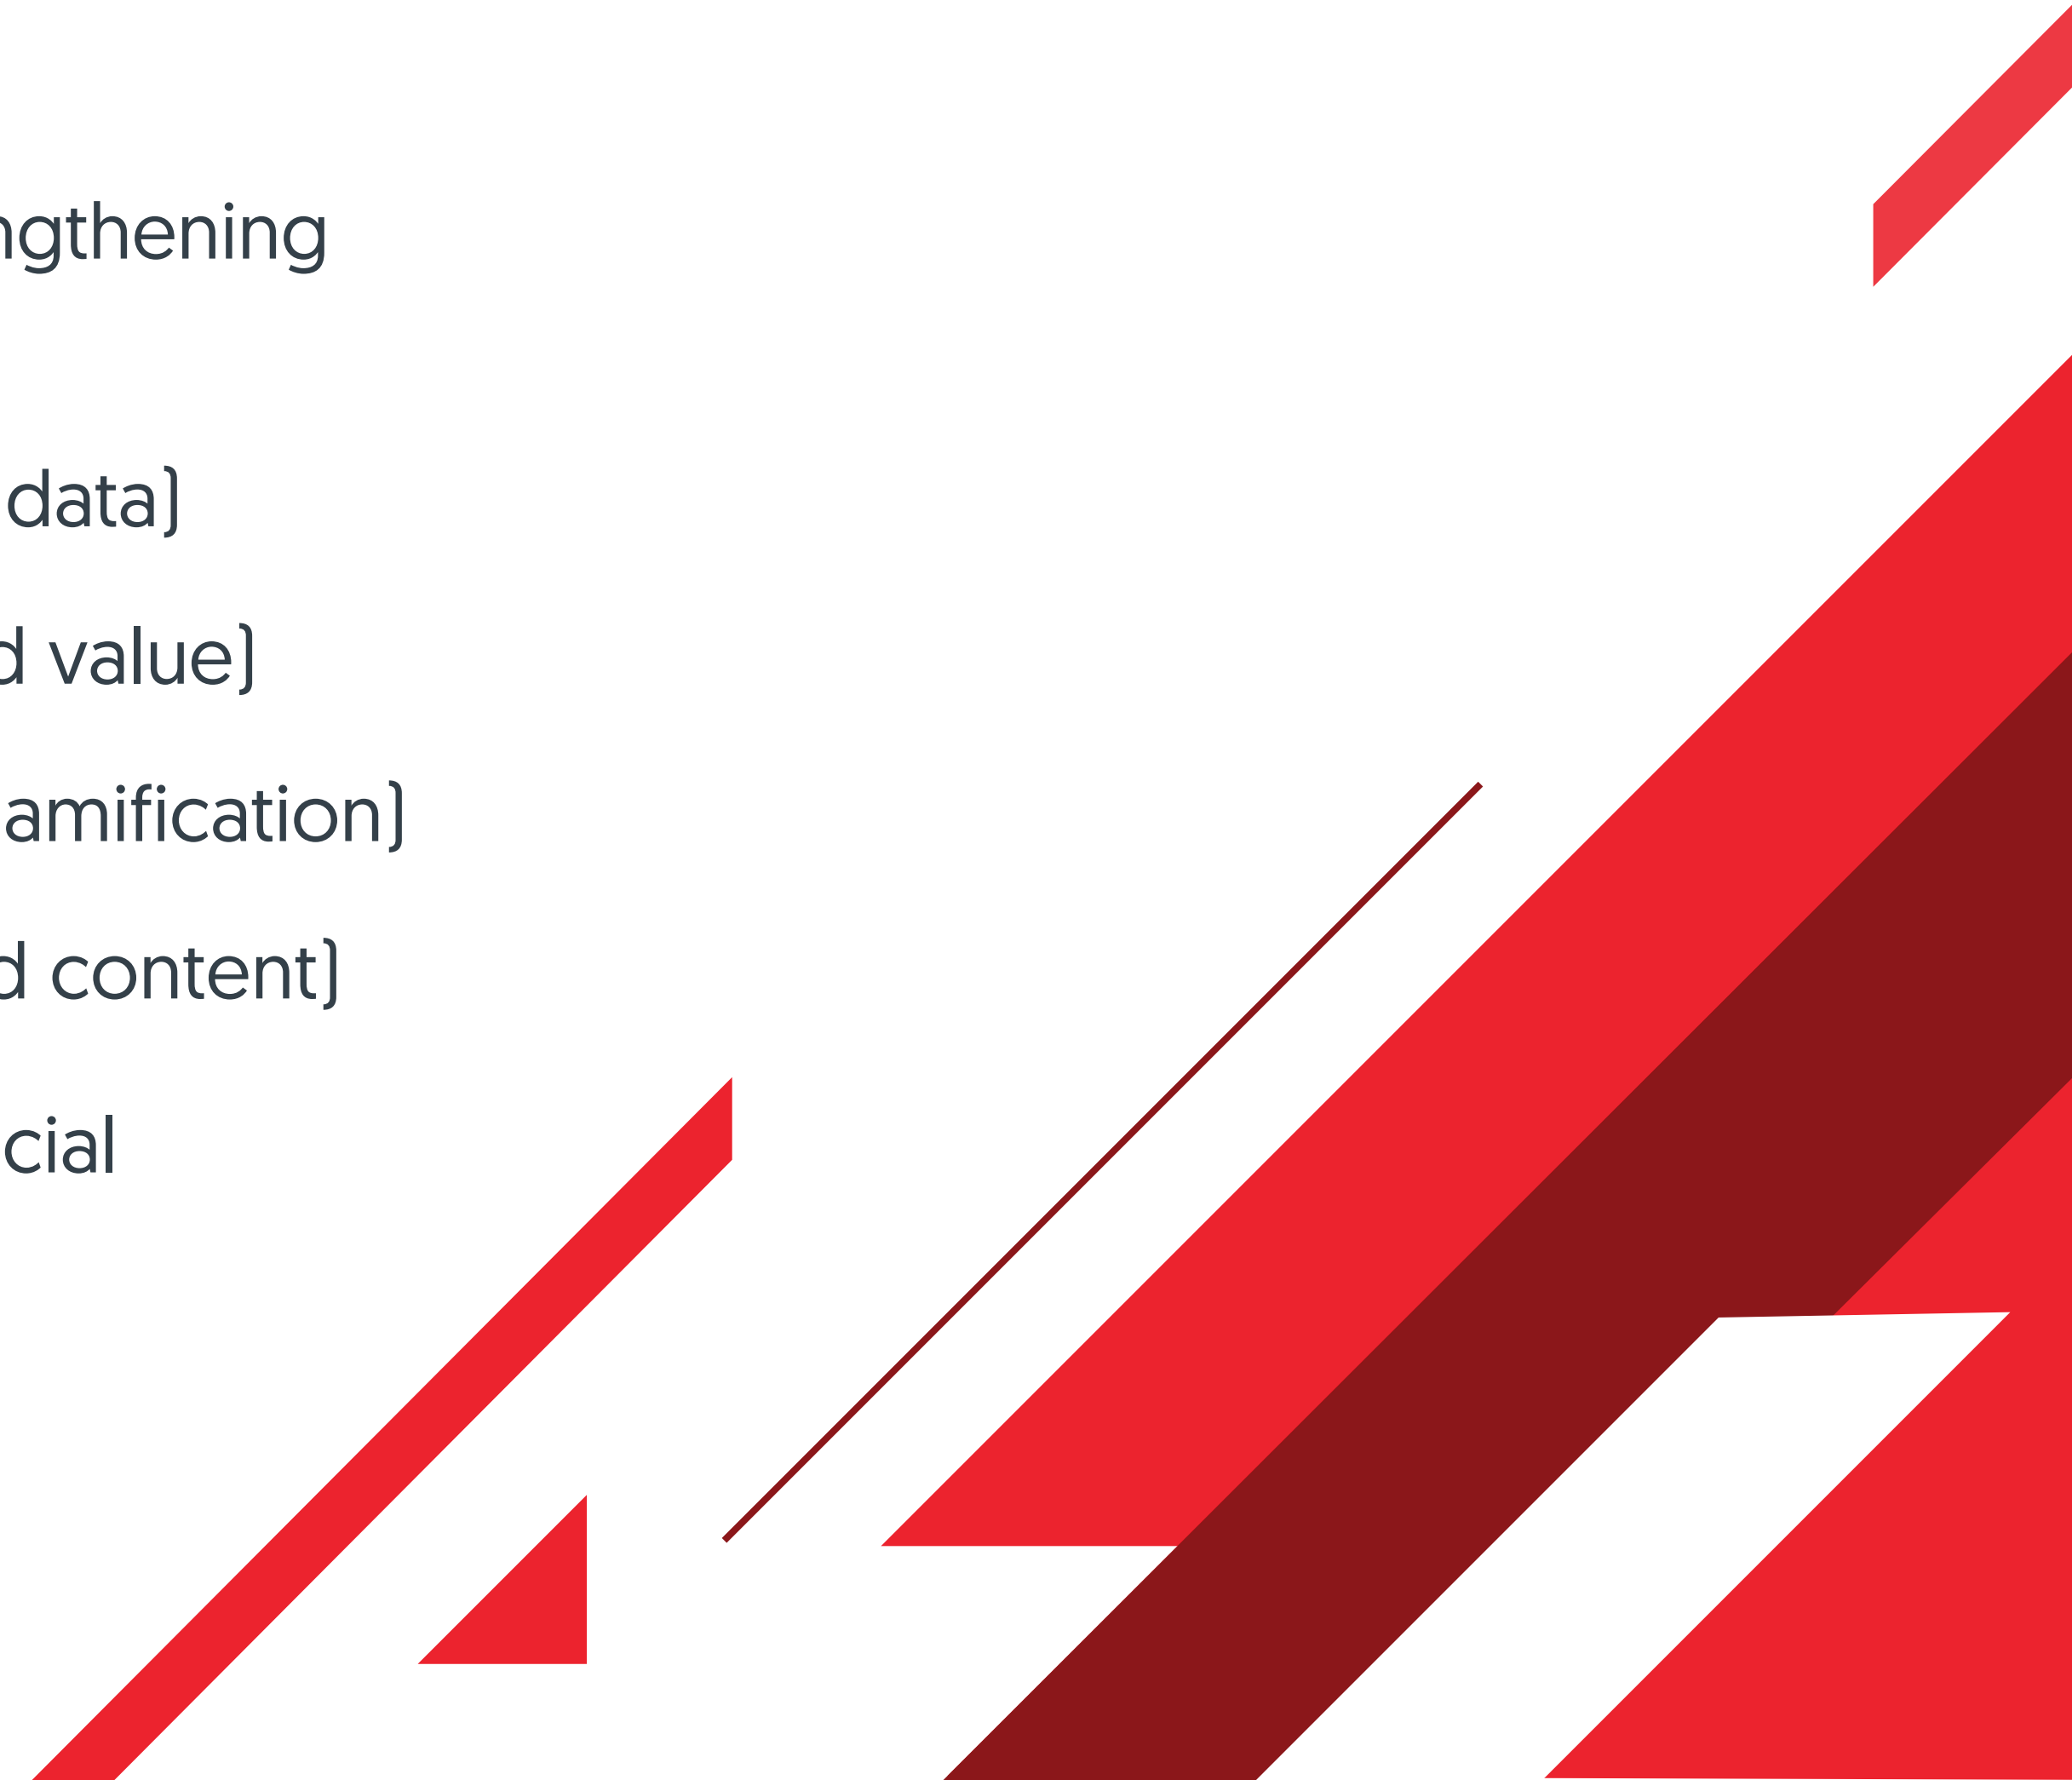 ngthening
data)
d value)
amification)
d content)
cial